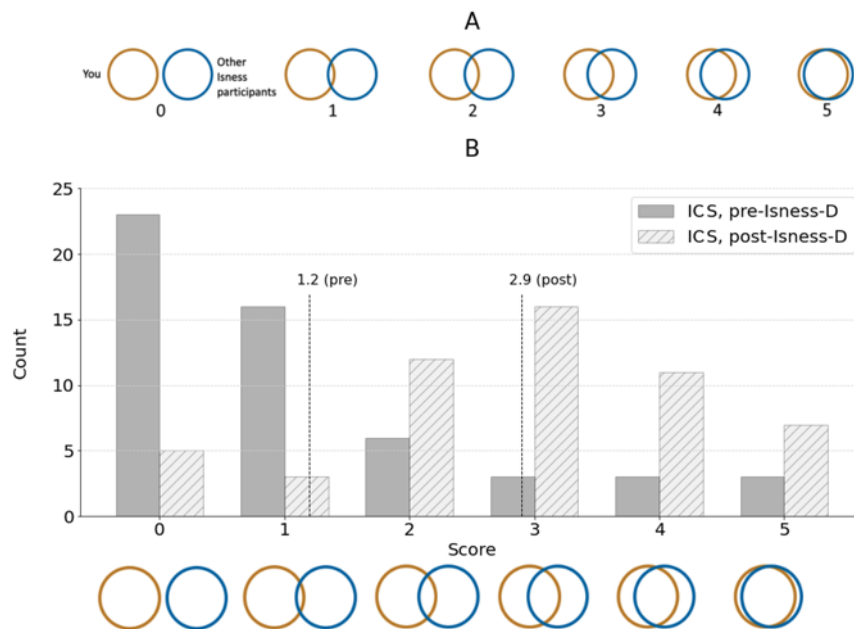 A
You
Other
Isness
participants
0
1
2
3
4
5
B
25
20
15
10
5
0
Count
ICS, pre-Isness-D
ICS, post-Isness-D
1.2 (pre)
2.9 (post)
0
1
2
3
4
5
Score